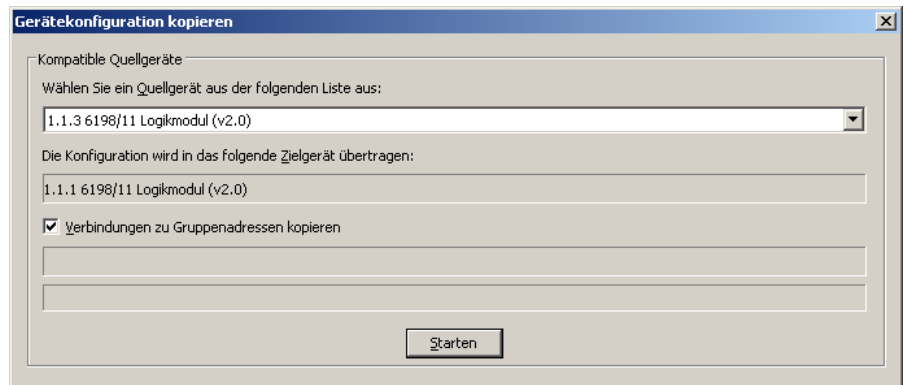 Gerätekonfiguration kopieren
Kompatible Quellgeräte
Wählen Sie ein Quellgerät aus der folgenden Liste aus:
1.1.3 6198/11 Logikmodul (v2.0)
Die Konfiguration wird in das folgende Zielgerät übertragen:
1.1.1 6198/11 Logikmodul (v2.0)
Verbindungen zu Gruppenadressen kopieren
Starten